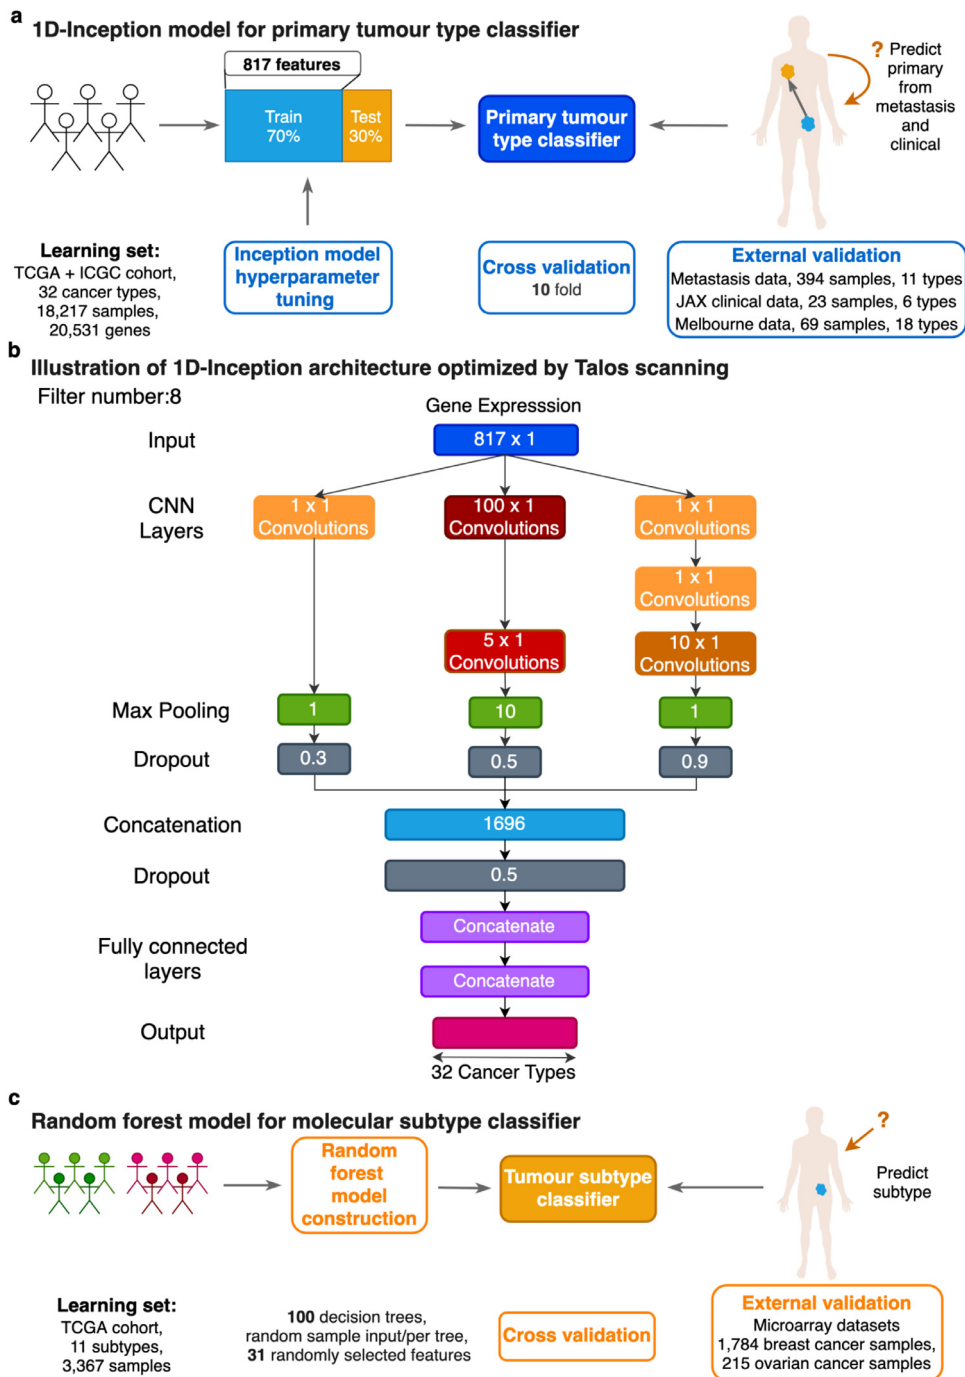 a
1D-Inception model for primary tumour type classifier
817 features
Train
70%
Test
30%
Primary tumour
type classifier
? Predict
primary
from
metastasis
and
clinical
Learning set:
TCGA + ICGC cohort,
32 cancer types,
18,217 samples,
20,531 genes
Inception model
hyperparameter
tuning
Cross validation
10 fold
External validation
Metastasis data, 394 samples, 11 types
JAX clinical data, 23 samples, 6 types
Melbourne data, 69 samples, 18 types
b
Illustration of 1D-Inception architecture optimized by Talos scanning
Filter number:8
Gene Expresssion
Input
817 x 1
CNN
Layers
1 x 1
Convolutions
100 x 1
Convolutions
1 x 1
Convolutions
1 x 1
Convolutions
5 x 1
Convolutions
10 x 1
Convolutions
Max Pooling
1
10
1
Dropout
0.3
0.5
0.9
Concatenation
1696
Dropout
0.5
Fully connected
layers
Concatenate
Concatenate
Output
32 Cancer Types
c
Random forest model for molecular subtype classifier
Random
forest
model
construction
Tumour subtype
classifier
?
Predict
subtype
Learning set:
TCGA cohort,
11 subtypes,
3,367 samples
100 decision trees,
random sample input/per tree,
31 randomly selected features
Cross validation
External validation
Microarray datasets
1,784 breast cancer samples,
215 ovarian cancer samples